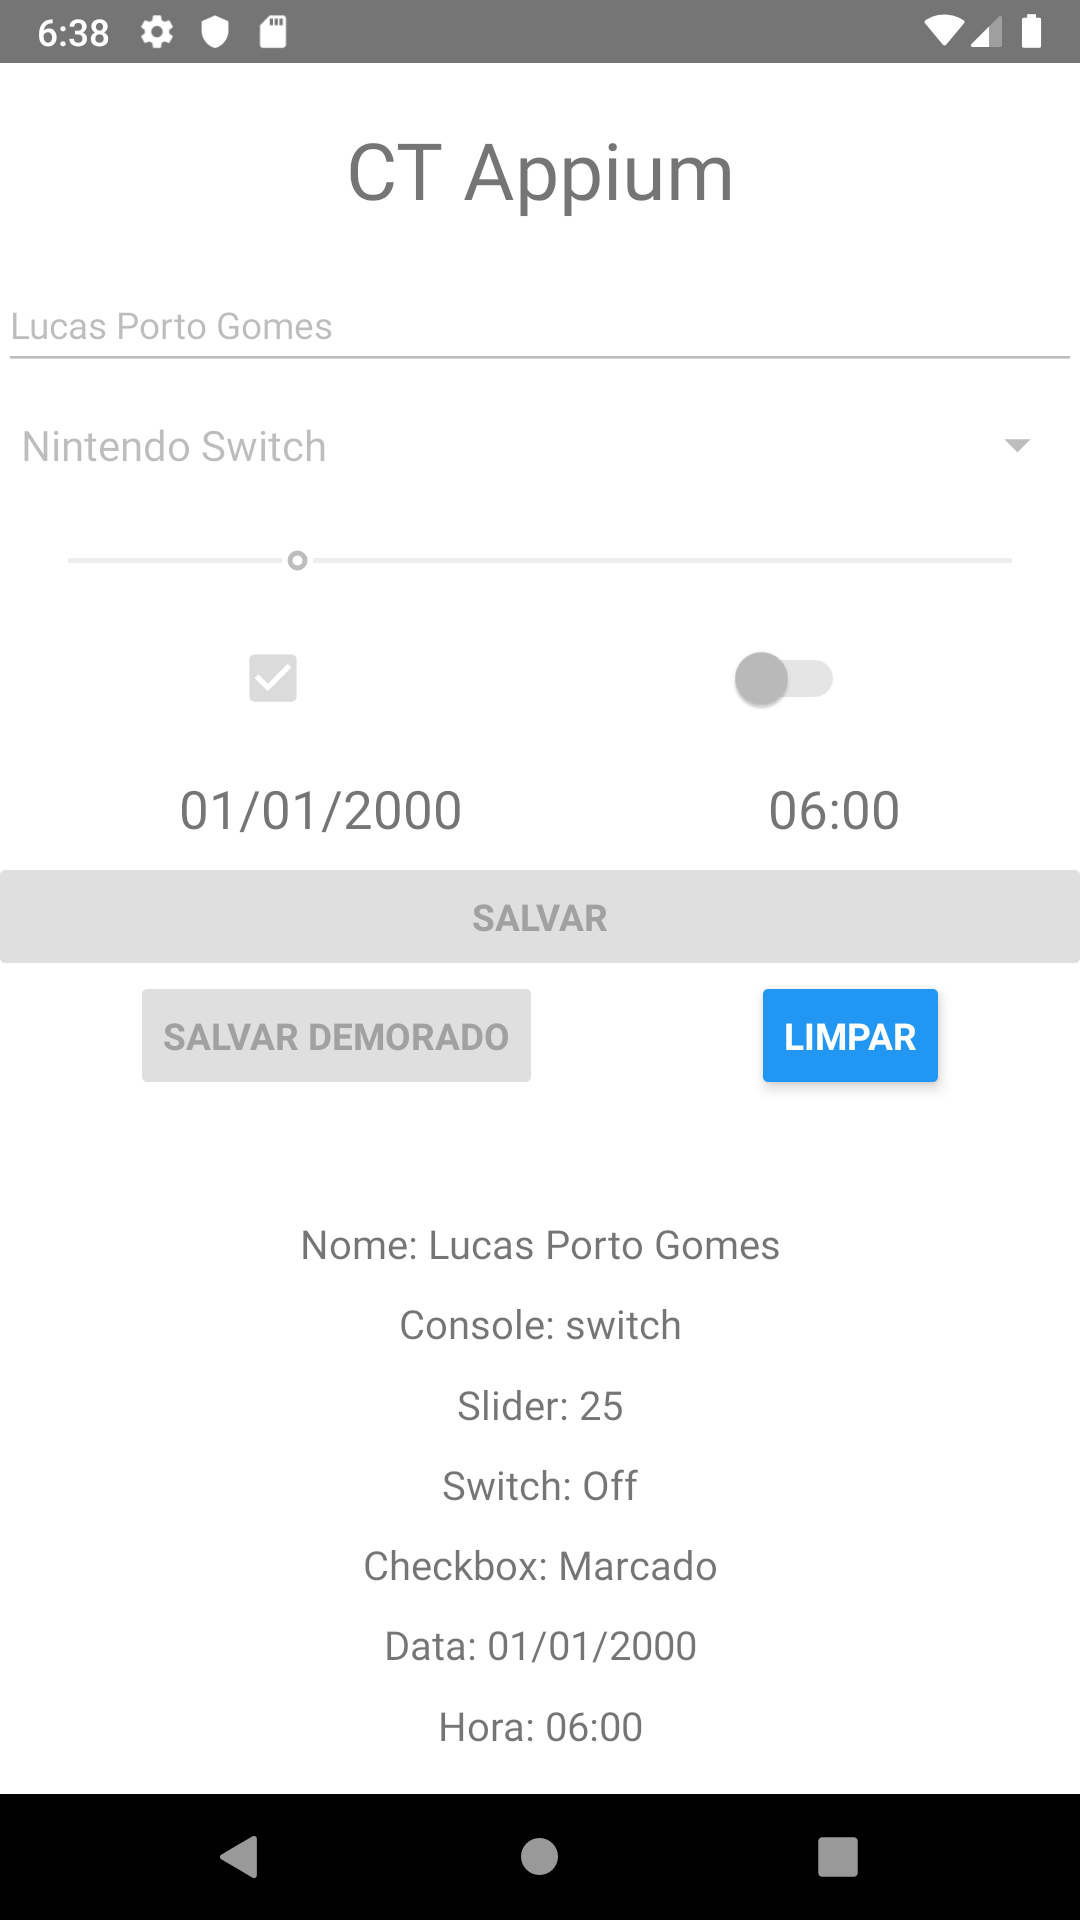 6:38
CT Appium
Lucas Porto Gomes
Nintendo Switch
01/01/2000 06:00
SALVAR
SALVAR DEMORADO LIMPAR
Nome: Lucas Porto Gomes
Console: switch
Slider: 25
Switch: Off
Checkbox: Marcado
Data: 01/01/2000
Hora: 06:00